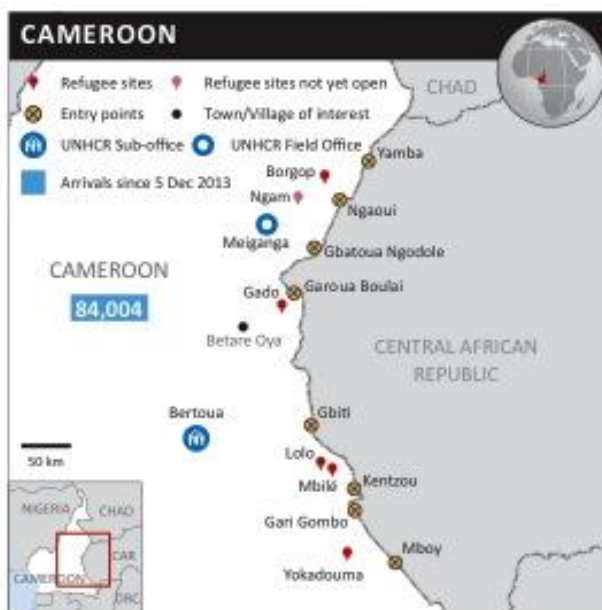 CAMEROON
Refugee sites
Refugee sites not yet open
CHAD
Entry points
Town/Village of interest
UNHCR Sub-office
UNHCR Field Office
Yamba
Arrivals since 5 Dec 2013
Borgop
Ngam
Ngaoui
Meiganga
Gbatoua Ngodole
CAMEROON
Gado
Garoua Boulai
84,004
Betare Oya
CENTRAL AFRICAN
REPUBLIC
Bertoua
Gbiti
50 km
Lolo
Mbilé
Kentzou
NIGERIA
CHAD
Gari Gombo
CAR
Mboy
CAMEROON
Yokadouma
DRC